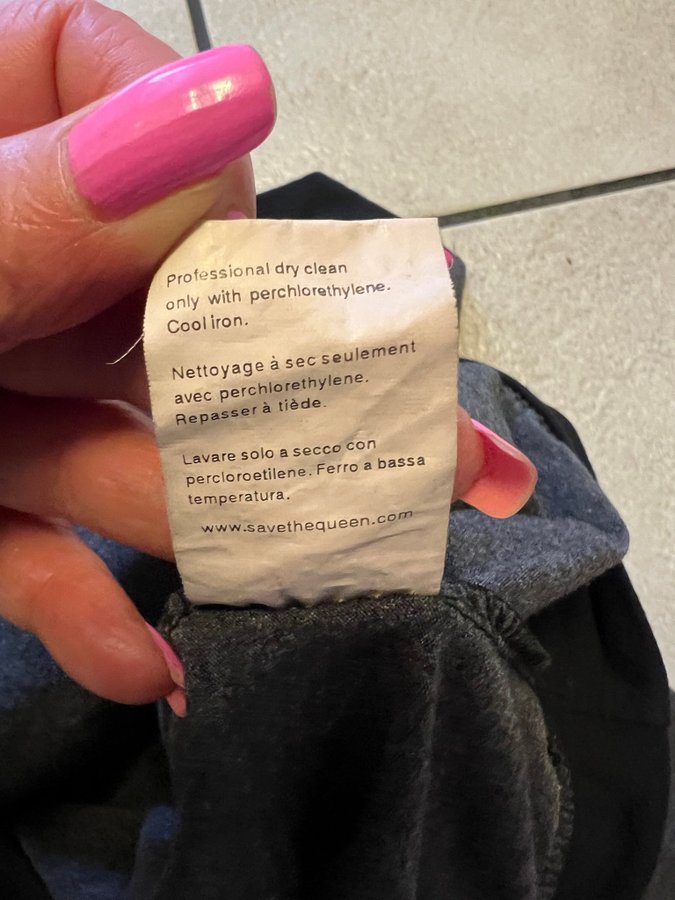 Professional dry clean
only with perchlorethylene.
Cool iron.
Nettoyage à sec seulement
avec perchlorethylene.
Repasser à tiède.
Lavare solo a secco con
percloroetilene. Ferro a bassa
temperatura.
www.savethequeen.com